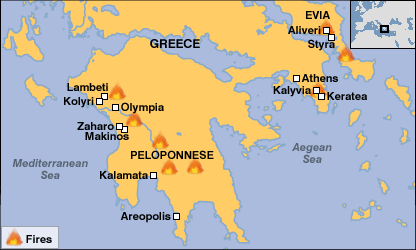 EVIA
Aliveri
Styra
GREECE
Athens
Lambeti
Kalyvia
Keratea
Kolyri
Olympia
Zaharo
Makinos
Aegean
Sea
PELOPONNESE
Mediterranean
Sea
Kalamata
Areopolis
Fires